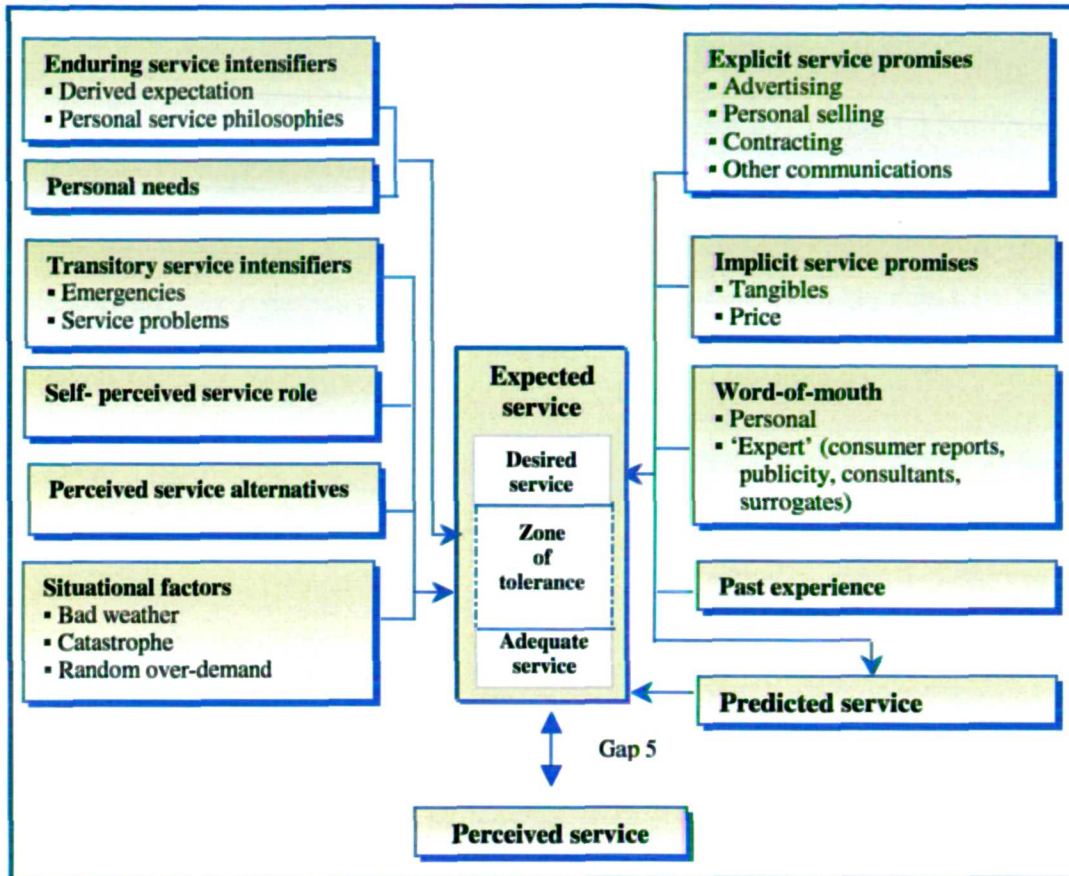 Enduring service intensifiers
▪ Derived expectation
▪ Personal service philosophies
Personal needs
Transitory service intensifiers
▪ Emergencies
▪ Service problems
Self- perceived service role
Perceived service alternatives
Situational factors
▪ Bad weather
▪ Catastrophe
▪ Random over-demand
Expected
service
Desired
service
Zone
of
tolerance
Adequate
service
Gap 5
Perceived service
Explicit service promises
▪ Advertising
▪ Personal selling
▪ Contracting
▪ Other communications
Implicit service promises
▪ Tangibles
▪ Price
Word-of-mouth
▪ Personal
▪ ‘Expert’ (consumer reports,
publicity, consultants,
surrogates)
Past experience
Predicted service